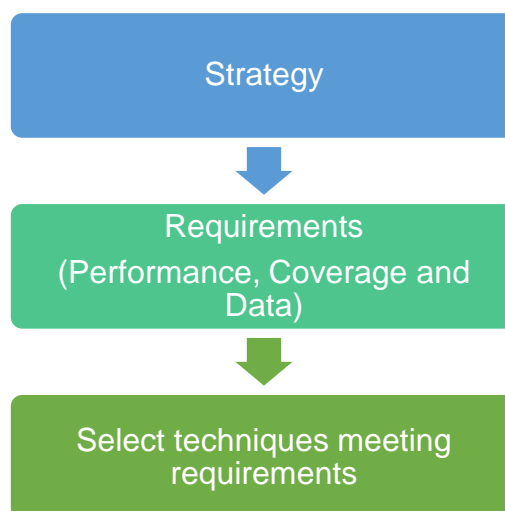 Strategy
Requirements
(Performance, Coverage and
Data)
Select techniques meeting
requirements